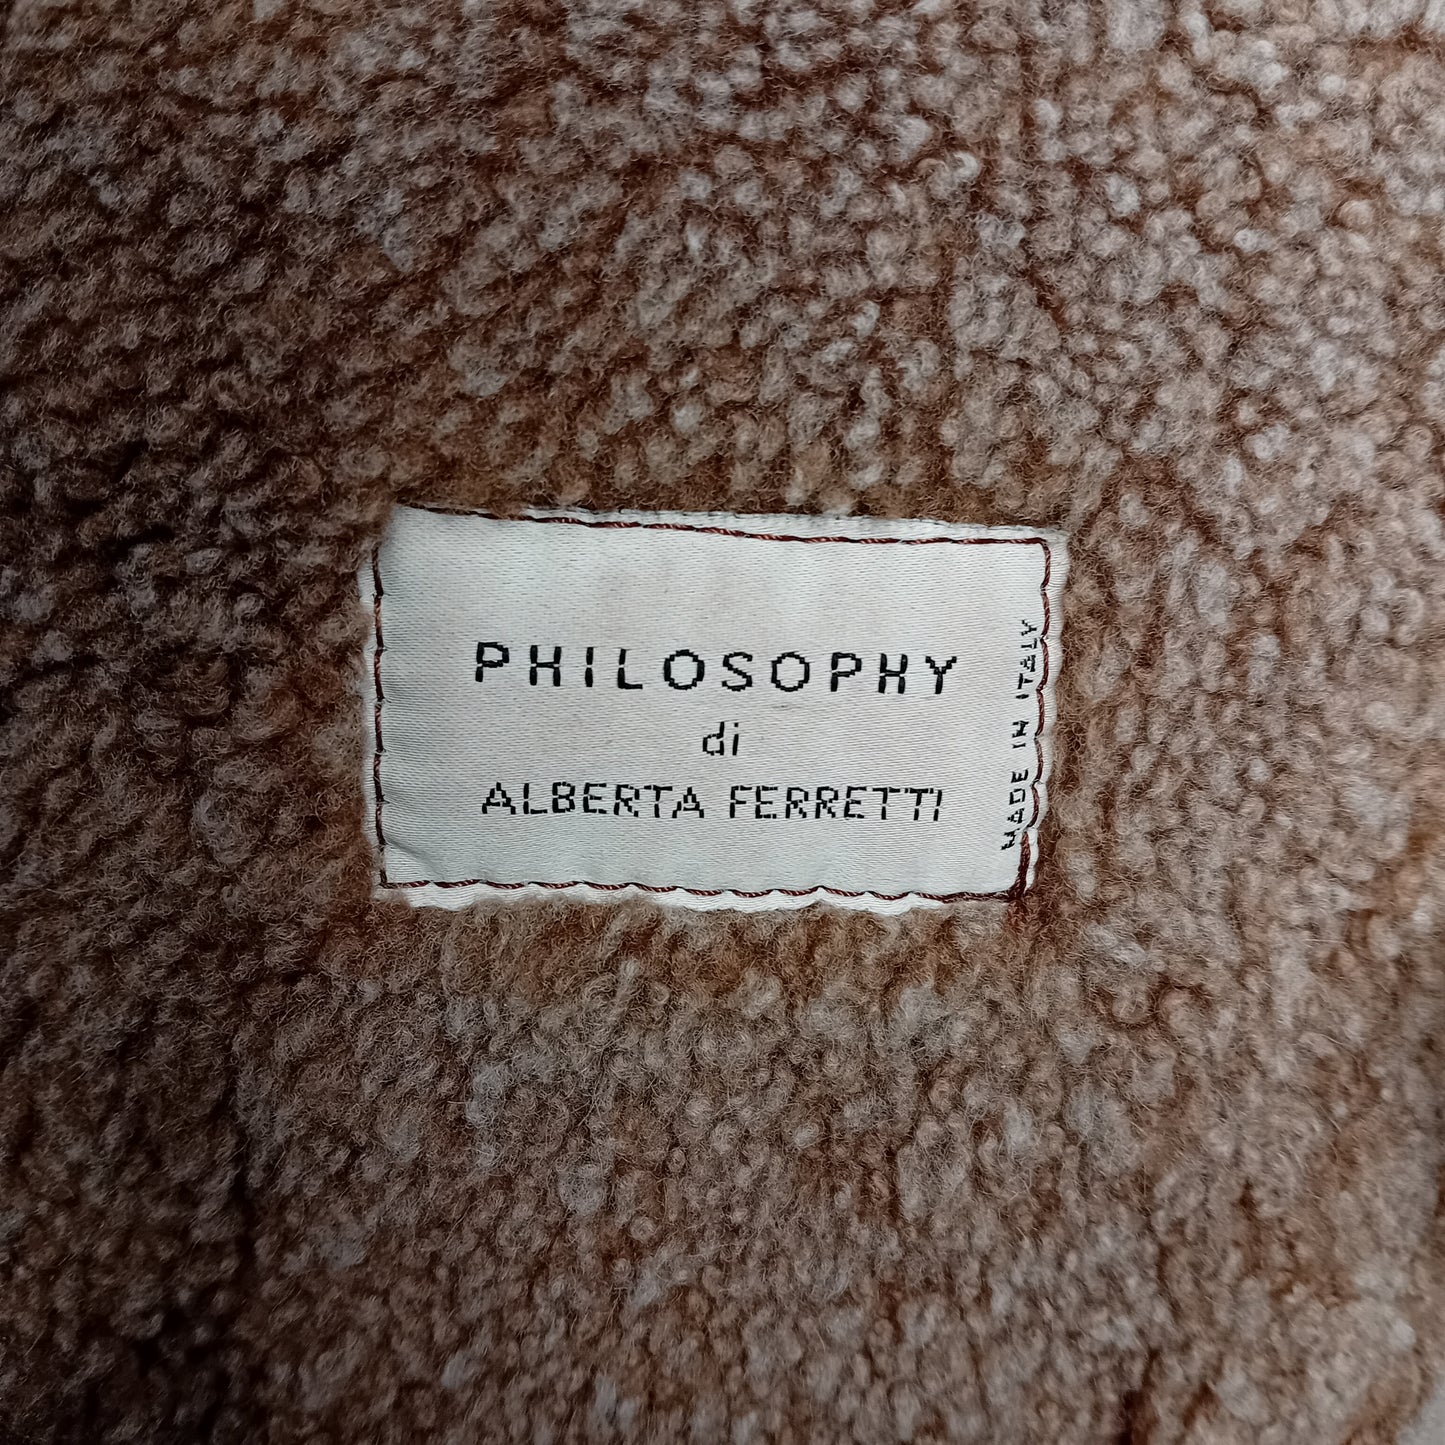 PHILOSOPHY
di
ALBERTA FERRETTI
MADE IN ITALY